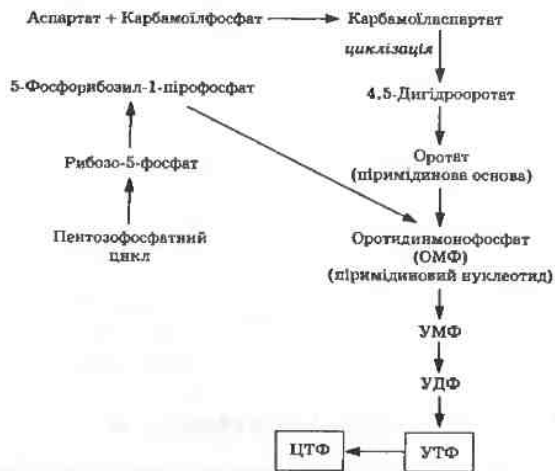 Аспартат + Карбамоїлфосфат
Карбамоїласпартат
циклізація
5-Фосфорибозил-1-пірофосфат
4,5-Дигідрооротат
Рибозо-5-фосфат
Оротат
(піримідинова основа)
Пентозофосфатний
цикл
Оротидинмонофосфат
(ОМФ)
(піримідиновий нуклеотид)
УМФ
УДФ
ЦТФ
УТФ